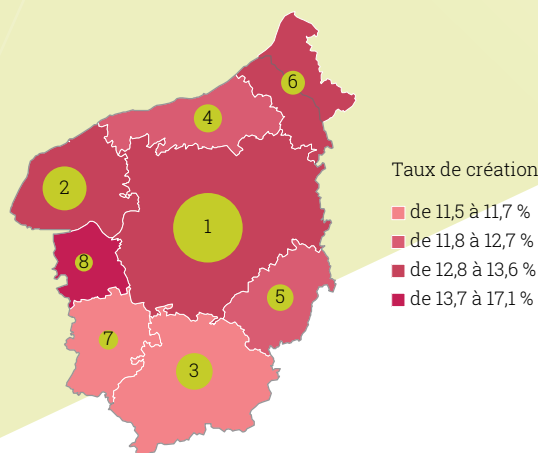 6
4
Taux de création
2
de 11,5 à 11,7 %
1
de 11,8 à 12,7 %
8
de 12,8 à 13,6 %
5
de 13,7 à 17,1 %
7
3